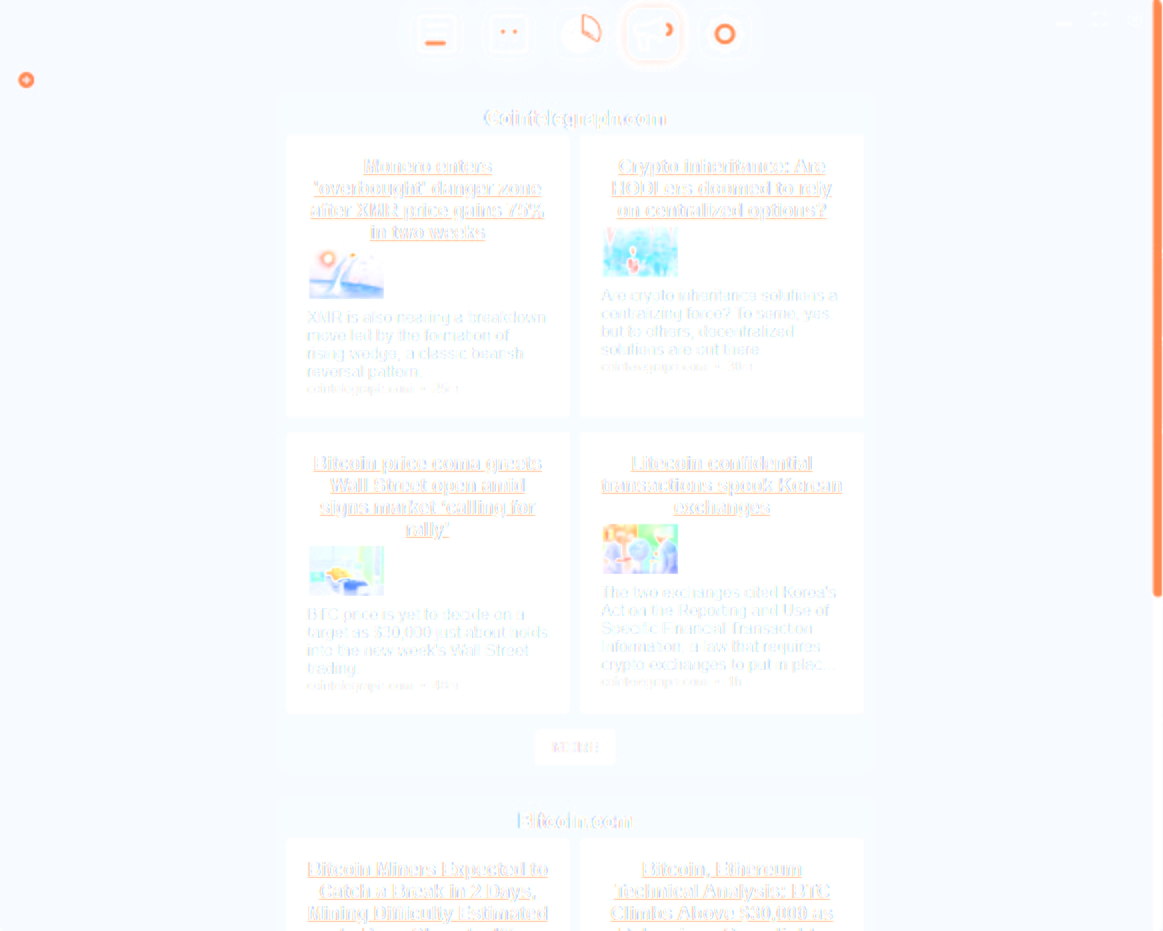 Cointelegraph.com
Monero enters
'overbought' danger zone
after XMR price gains 75%
in two weeks
XMR is also nearing a breakdown
move led by the formation of
rising wedge, a classic bearish
reversal pattern.
cointelegraph.com
Crypto inheritance: Are
HODLers doomed to rely
on centralized options?
Are crypto inheritance solutions a
centralizing force? To some, yes
but to others, decentralized
solutions are out there.
cointelegraph.com
Bitcoin price coma greets
Wall Street open amid
signs market 'calling for
rally'
BTC price is yet to decide on a
target as $30,000 just about holds
into the new week's Wall Street
trading.
cointelegraph.com
Litecoin confidential
transactions spook Korean
exchanges
The two exchanges cited Korea's
Act on the Reporting and Use of
Specific Financial Transaction
Information, a law that requires
crypto exchanges to put in plac...
cointelegraph.com • 1h
MORE
Bitcoin.com
Bitcoin Miners Expected to
Catch a Break in 2 Days,
Mining Difficulty Estimated
Bitcoin, Ethereum
Technical Analysis: BTC
Climbs Above $30,000 as